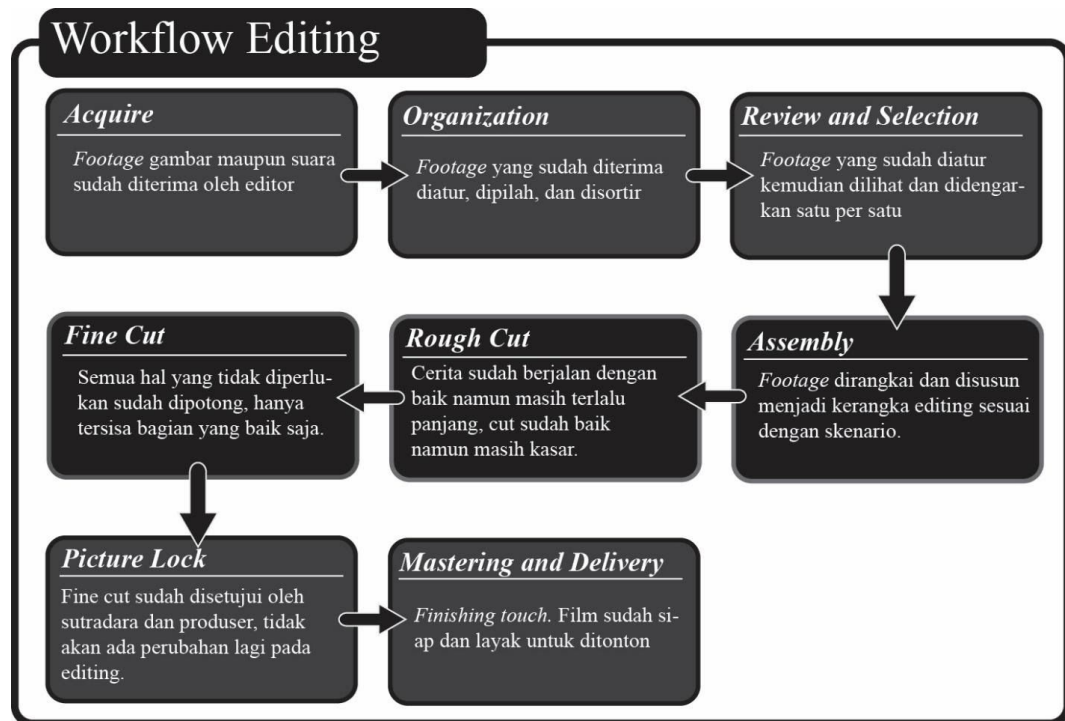 Workflow Editing
Acquire
Footage gambar maupun suara
sudah diterima oleh editor
Organization
Footage yang sudah diterima
diatur, dipilah, dan disortir
Review and Selection
Footage yang sudah diatur
kemudian dilihat dan didengar-
kan satu per satu
Assembly
Footage dirangkai dan disusun
menjadi kerangka editing sesuai
dengan skenario.
Rough Cut
Cerita sudah berjalan dengan
baik namun masih terlalu
panjang, cut sudah baik
namun masih kasar.
Fine Cut
Semua hal yang tidak diperlu-
kan sudah dipotong, hanya
tersisa bagian yang baik saja.
Picture Lock
Fine cut sudah disetujui oleh
sutradara dan produser, tidak
akan ada perubahan lagi pada
editing.
Mastering and Delivery
Finishing touch. Film sudah si-
ap dan layak untuk ditonton